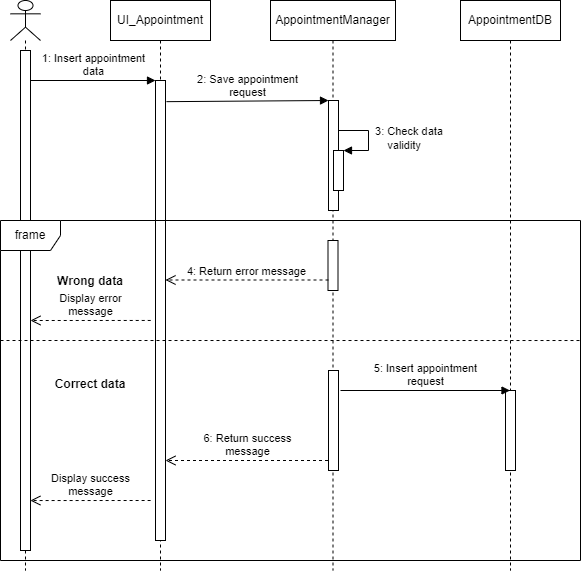 UI_Appointment
AppointmentManager
AppointmentDB
1: Insert appointment
data
2: Save appointment
request
3: Check data
validity
frame
4: Return error message
Wrong data
Display error
message
5: Insert appointment
request
Correct data
6: Return success
message
Display success
message